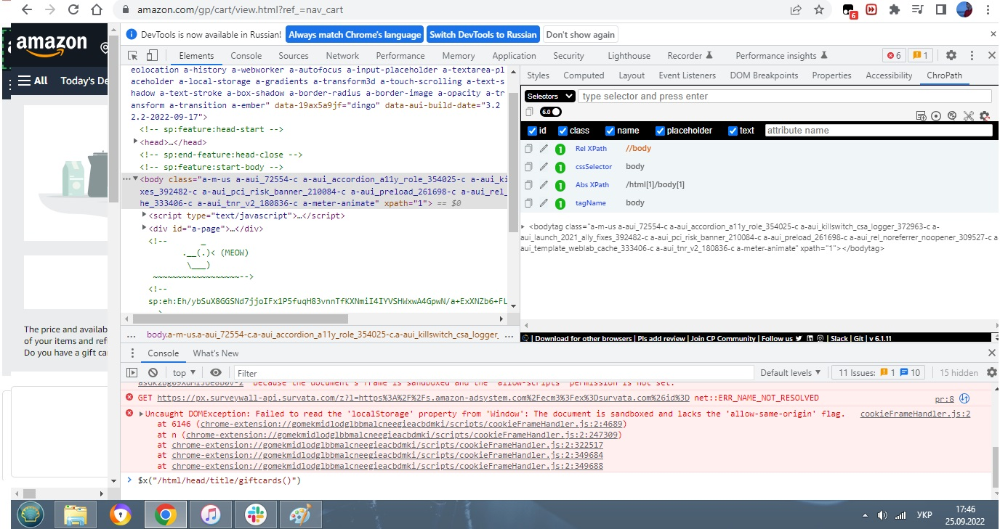 amazon.com/gp/cart/view.html?ref_=nav_cart
6
amazon
All Today's De
The price and availab
of your items and ref
Do you have a gift ca
DevTools is now available in Russian! Always match Chrome's language Switch DevTools to Russian Don't show again
Elements Console Sources Network Performance Memory Application Security Lighthouse Recorder Performance insights 6 1
eolocation a-history a-webworker a-autofocus a-input-placeholder a-textarea-pl
aceholder a-local-storage a-gradients a-transform3d a-touch-scrolling a-text-s
hadow a-text-stroke a-box-shadow a-border-radius a-border-image a-opacity a-tr
ansform a-transition a-ember" data-19ax5a9jf="dingo" data-aui-build-date="3.2
2.2-2022-09-17">
<!-- sp:feature:head-start -->
<head>…</head>
<!-- sp:end-feature:head-close -->
<!-- sp:feature:start-body -->
<body class="a-m-us a-aui_72554-c a-aui_accordion_a11y_role_354025-c a-aui_ki
xes_392482-c a-aui_pci_risk_banner_210084-c a-aui_preload_261698-c a-aui_rel_
he_333406-c a-aui_tnr_v2_180836-c a-meter-animate" xpath="1"> == $0
<script type="text/javascript">…</script>
<div id="a-page">…</div>
<!--
_
.__(.)< (MEOW)
\___)
~~~~~~~~~~~~~~~~~~-->
<!--
sp:eh:Eh/ybSuX8GGSNd7jjoIFx1P5fuqH83vnnTfKXNmiI4IYVSHWxwA4GpwN/a+ExXNZb6+FL
... body.a-m-us.a-aui_72554-c.a-aui_accordion_a11y_role_354025-c.a-aui_killswitch_csa_logger_ ...
Styles Computed Layout Event Listeners DOM Breakpoints Properties Accessibility ChroPath
Selectors type selector and press enter
6.0
id class name placeholder text attribute name
1 Rel XPath //body
1 cssSelector body
1 Abs XPath /html[1]/body[1]
1 tagName body
<bodytag class="a-m-us a-aui_72554-c a-aui_accordion_a11y_role_354025-c a-aui_killswitch_csa_logger_372963-c a-
aui_launch_2021_ally_fixes_392482-c a-aui_pci_risk_banner_210084-c a-aui_preload_261698-c a-aui_rel_noreferrer_noopener_309527-c a-
aui_template_weblab_cache_333406-c a-aui_tnr_v2_180836-c a-meter-animate" xpath="1"></bodytag>
| Download for other browsers | Pls add review | Join CP Community | Follow us | Slack | Git | v 6.1.11
Console What's New
top Filter Default levels 11 Issues: 1 10 15 hidden
because the document's frame is sandboxed and the 'allow-scripts' permission is not set.
GET https://px.surveywall-api.survata.com/z?l=https%3A%2F%2Fs.amazon-adsystem.com%2Fecm3%3Fex%3Dsurvata.com%26id%3D net::ERR_NAME_NOT_RESOLVED pr:8
Uncaught DOMException: Failed to read the 'localStorage' property from 'Window': The document is sandboxed and lacks the 'allow-same-origin' flag. cookieFrameHandler.js:2
at 6146 (chrome-extension://gomekmidlodglbbmalcneegieacbdmki/scripts/cookieFrameHandler.js:2:4689)
at n (chrome-extension://gomekmidlodglbbmalcneegieacbdmki/scripts/cookieFrameHandler.js:2:247309)
at chrome-extension://gomekmidlodglbbmalcneegieacbdmki/scripts/cookieFrameHandler.js:2:322517
at chrome-extension://gomekmidlodglbbmalcneegieacbdmki/scripts/cookieFrameHandler.js:2:349684
at chrome-extension://gomekmidlodglbbmalcneegieacbdmki/scripts/cookieFrameHandler.js:2:349688
$x("/html/head/title/giftcards()")
УКР
17:46
25.09.2022